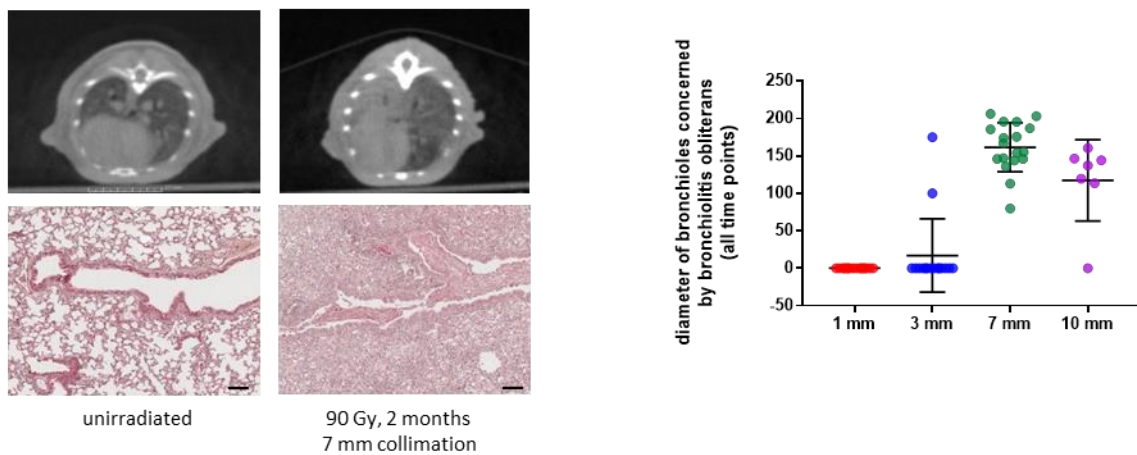 unirradiated
90 Gy, 2 months
7 mm collimation
diameter of bronchioles concerned
by bronchiolitis obliterans
(all time points)
250
200
150
100
50
0
-50
1 mm 3 mm 7 mm 10 mm